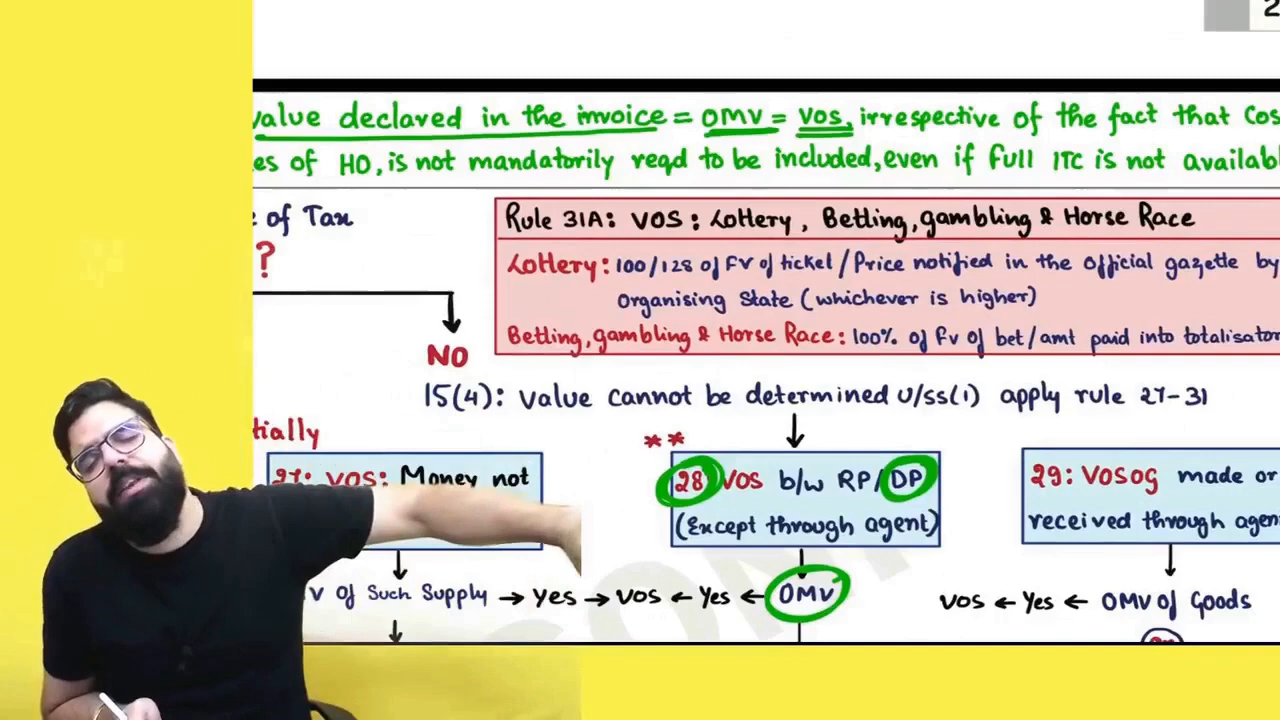 2
value declared in the invoice = OMV = VOS, irrespective of the fact that Cos
es of HO, is not mandatorily reqd to be included, even if full ITC is not availab
e of Tax
?
NO
Rule 31A: VOS: Lottery, Betting, gambling & Horse Race
Lottery: 100/128 of FV of ticket / Price notified in the Official gazette by
Organising State (whichever is higher)
Betting, gambling & Horse Race: 100% of FV of bet/amt paid into totalisator
15(4): Value cannot be determined u/ss(1) apply rule 27-31
tially
27: VOS: Money not
**
28 VOS b/w RP/DP
(Except through agent)
29: VOSOG made or
received through agen
v of Such Supply → Yes → VOS ← Yes ← OMV
VOS ← Yes ← OMV of Goods